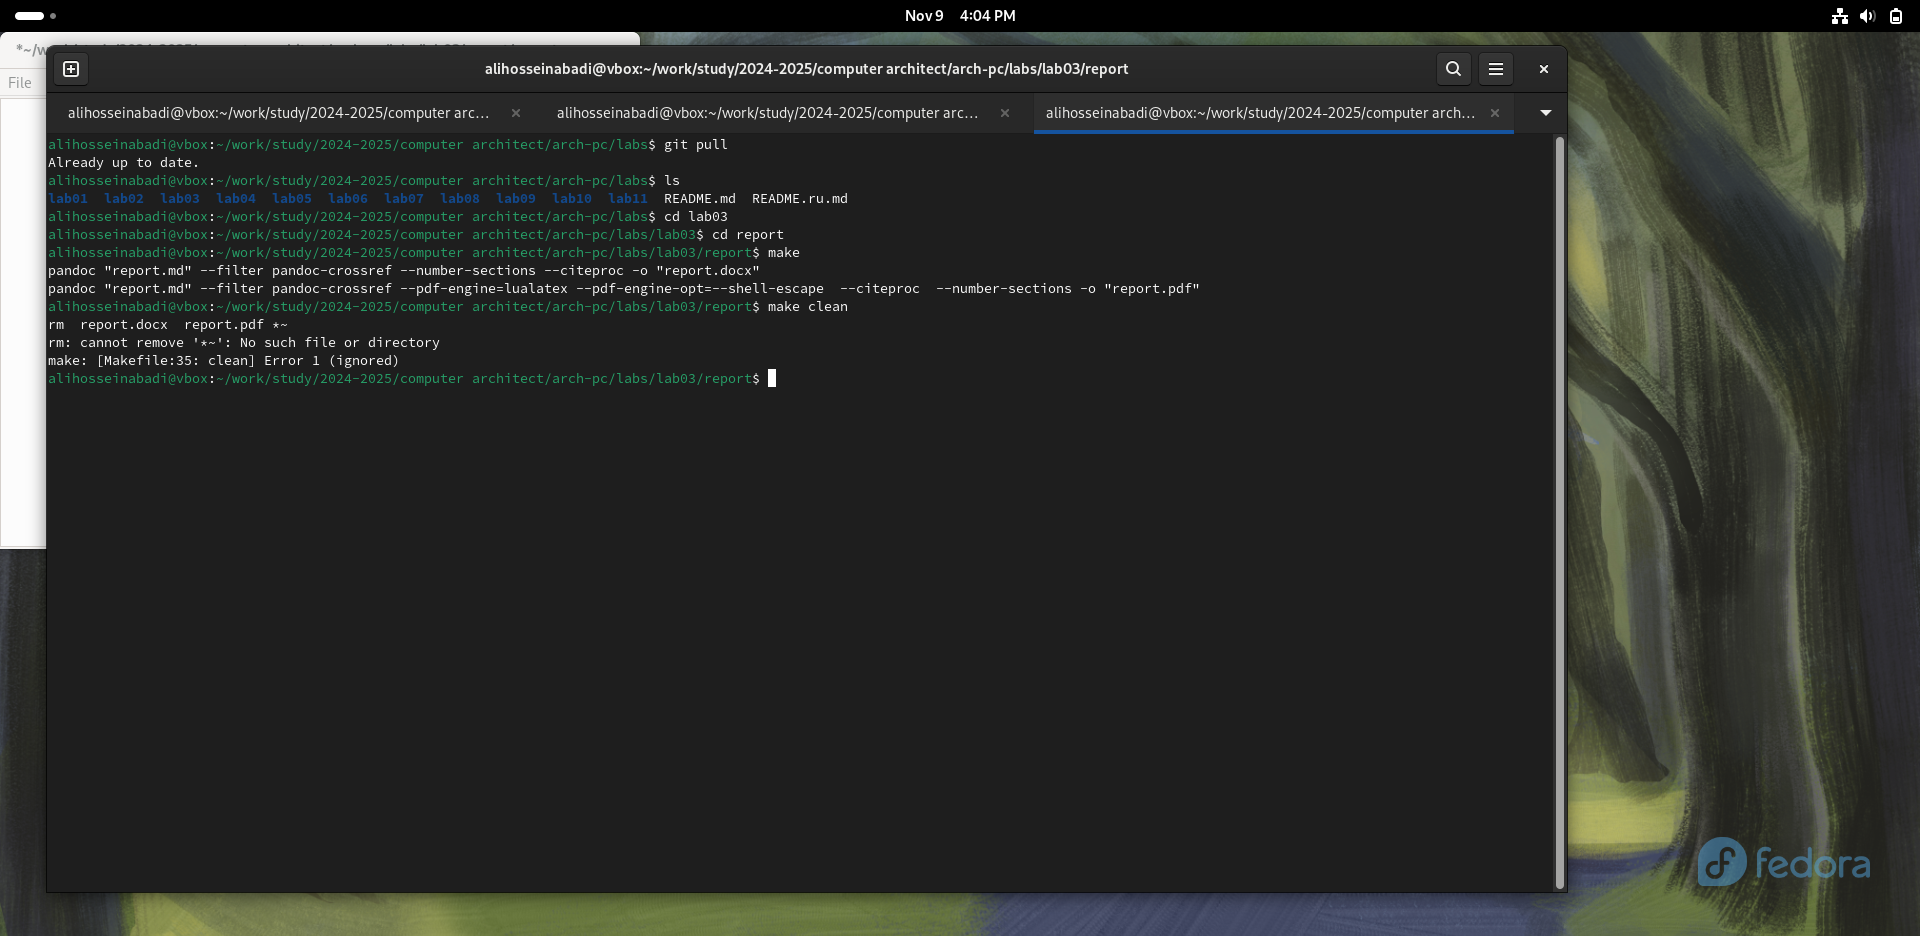 Nov 9 4:04 PM
File
alihosseinabadi@vbox:~/work/study/2024-2025/computer architect/arch-pc/labs/lab03/report
alihosseinabadi@vbox:~/work/study/2024-2025/computer arc... × alihosseinabadi@vbox:~/work/study/2024-2025/computer arc... × alihosseinabadi@vbox:~/work/study/2024-2025/computer arch... ×
alihosseinabadi@vbox:~/work/study/2024-2025/computer architect/arch-pc/labs$ git pull
Already up to date.
alihosseinabadi@vbox:~/work/study/2024-2025/computer architect/arch-pc/labs$ ls
lab01 lab02 lab03 lab04 lab05 lab06 lab07 lab08 lab09 lab10 lab11 README.md README.ru.md
alihosseinabadi@vbox:~/work/study/2024-2025/computer architect/arch-pc/labs$ cd lab03
alihosseinabadi@vbox:~/work/study/2024-2025/computer architect/arch-pc/labs/lab03$ cd report
alihosseinabadi@vbox:~/work/study/2024-2025/computer architect/arch-pc/labs/lab03/report$ make
pandoc "report.md" --filter pandoc-crossref --number-sections --citeproc -o "report.docx"
pandoc "report.md" --filter pandoc-crossref --pdf-engine=lualatex --pdf-engine-opt=--shell-escape  --citeproc  --number-sections -o "report.pdf"
alihosseinabadi@vbox:~/work/study/2024-2025/computer architect/arch-pc/labs/lab03/report$ make clean
rm  report.docx  report.pdf *~
rm: cannot remove '*~': No such file or directory
make: [Makefile:35: clean] Error 1 (ignored)
alihosseinabadi@vbox:~/work/study/2024-2025/computer architect/arch-pc/labs/lab03/report$
fedora